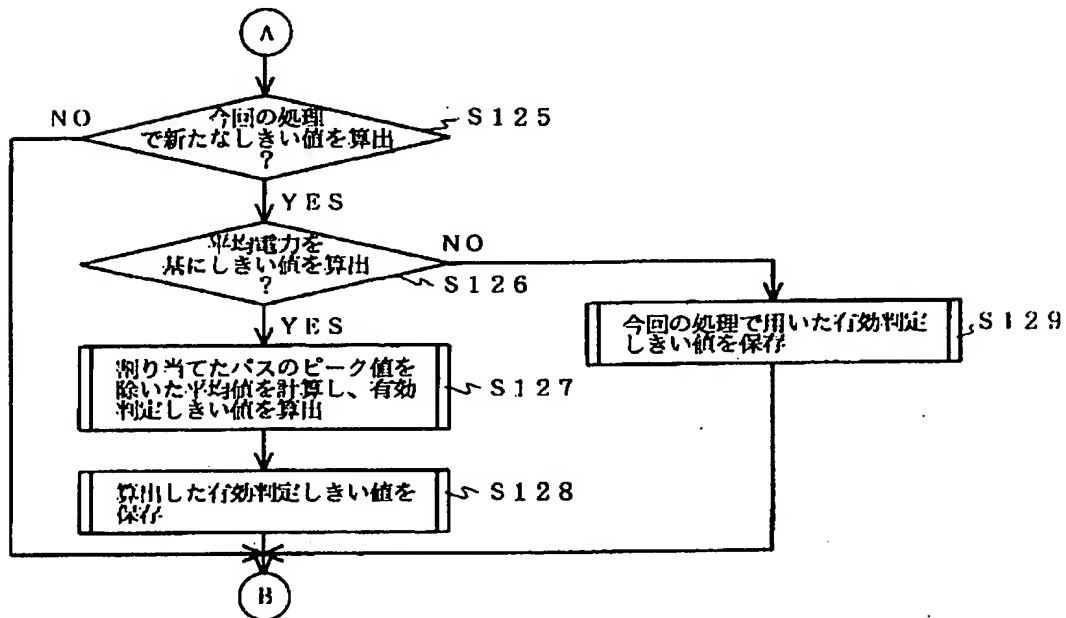 A
今回の処理
で新たなしきい値を算出
?
NO
S125
YES
平均電力を
基にしきい値を算出
?
NO
S126
YES
今回の処理で用いた有効判定
しきい値を保存
S129
割り当てたパスのピーク値を
除いた平均値を計算し、有効
判定しきい値を算出
S127
算出した有効判定しきい値を
保存
S128
B